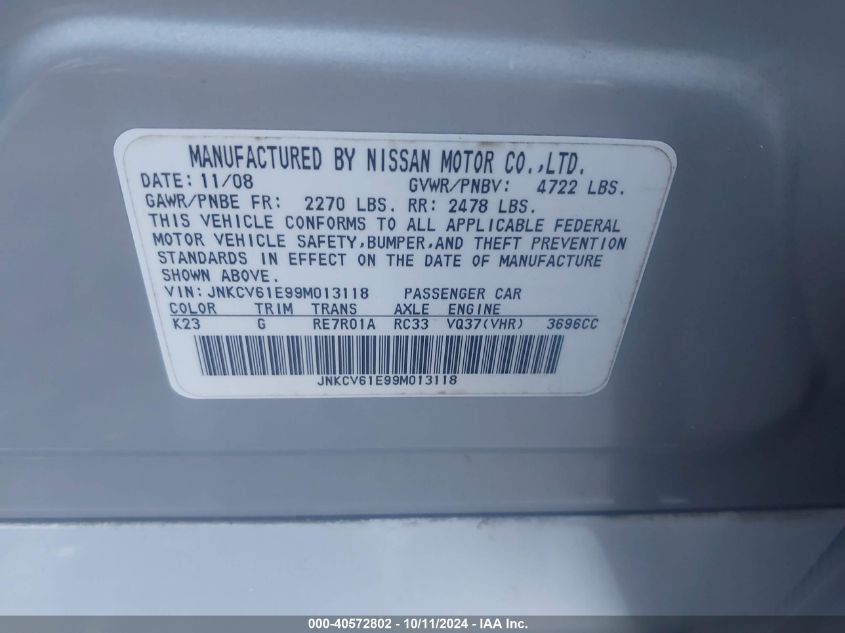 MANUFACTURED BY NISSAN MOTOR CO.,LTD.
DATE: 11/08 GVWR/PNBV: 4722 LBS.
GAWR/PNBE FR: 2270 LBS. RR: 2478 LBS.
THIS VEHICLE CONFORMS TO ALL APPLICABLE FEDERAL
MOTOR VEHICLE SAFETY,BUMPER,AND THEFT PREVENTION
STANDARDS IN EFFECT ON THE DATE OF MANUFACTURE
SHOWN ABOVE.
VIN: JNKCV61E99M013118 PASSENGER CAR
COLOR TRIM TRANS AXLE ENGINE
K23 G RE7R01A RC33 VQ37(VHR) 3696CC
JNKCV61E99M013118
000-40572802 - 10/11/2024 - IAA Inc.